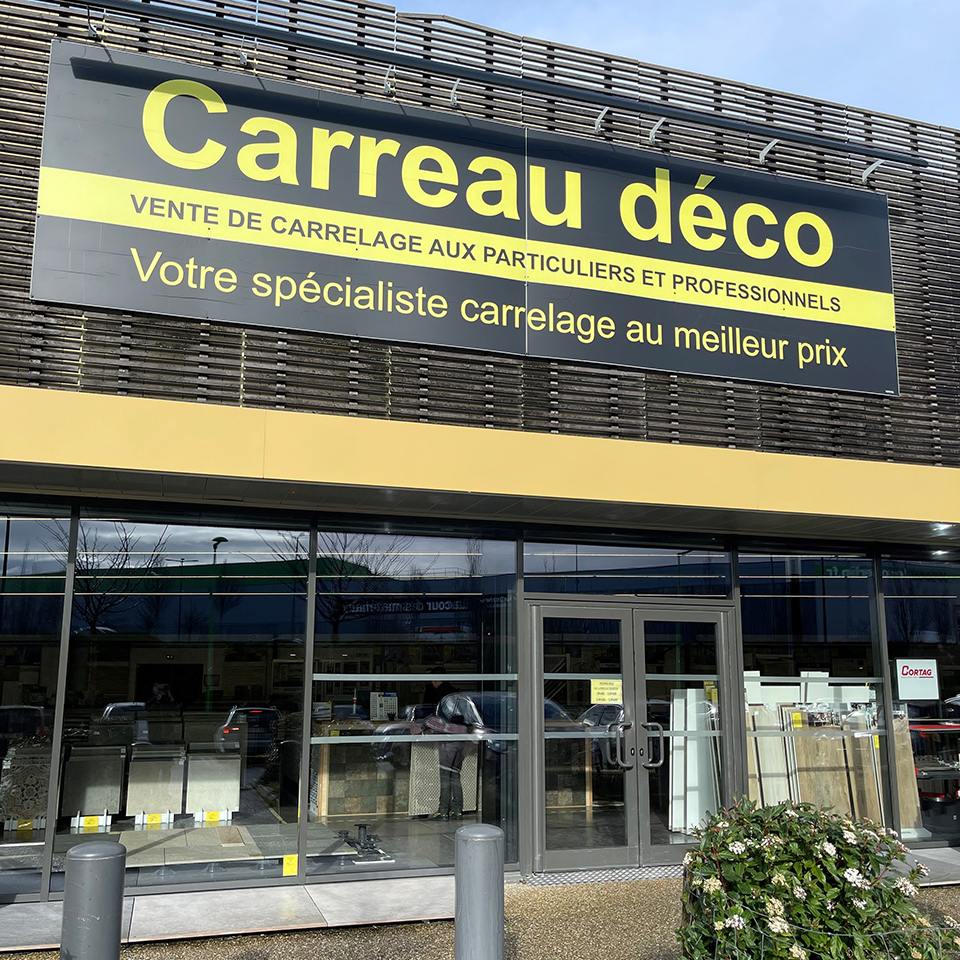 Carreau déco
VENTE DE CARRELAGE AUX PARTICULIERS ET PROFESSIONNELS
Votre spécialiste carrelage au meilleur prix
CORTAG